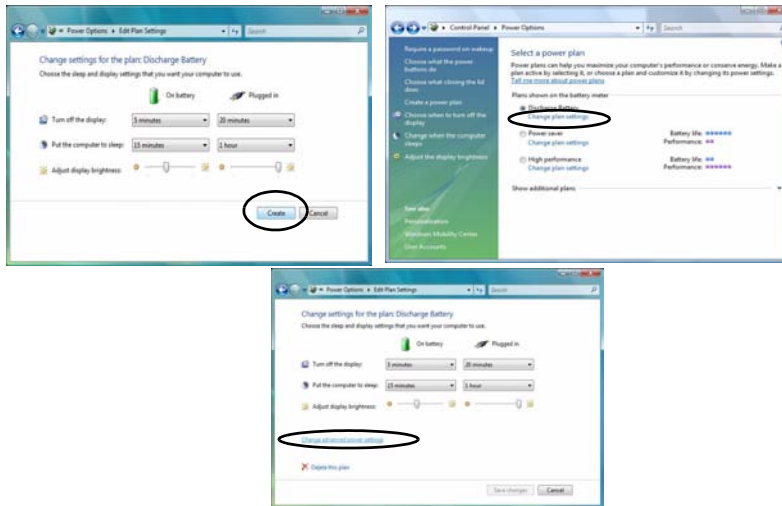 Power Options ▸ Edit Plan Settings
Search
Change settings for the plan: Discharge Battery
Choose the sleep and display settings that you want your computer to use.
On battery
Plugged in
Turn off the display:
5 minutes
20 minutes
Put the computer to sleep:
15 minutes
1 hour
Adjust display brightness:
Create
Cancel
Control Panel ▸ Power Options
Search
Require a password on wakeup
Choose what the power
buttons do
Choose what closing the lid
does
Create a power plan
Choose when to turn off the
display
Change when the computer
sleeps
Adjust the display brightness
See also
Personalization
Windows Mobility Center
User Accounts
Select a power plan
Power plans can help you maximize your computer's performance or conserve energy. Make a
plan active by selecting it, or choose a plan and customize it by changing its power settings.
Tell me more about power plans
Plans shown on the battery meter
Discharge Battery
Change plan settings
Power saver
Battery life:
Change plan settings
Performance:
High performance
Battery life:
Change plan settings
Performance:
Show additional plans
Power Options ▸ Edit Plan Settings
Search
Change settings for the plan: Discharge Battery
Choose the sleep and display settings that you want your computer to use.
On battery
Plugged in
Turn off the display:
5 minutes
20 minutes
Put the computer to sleep:
15 minutes
1 hour
Adjust display brightness:
Change advanced power settings
Delete this plan
Save changes
Cancel